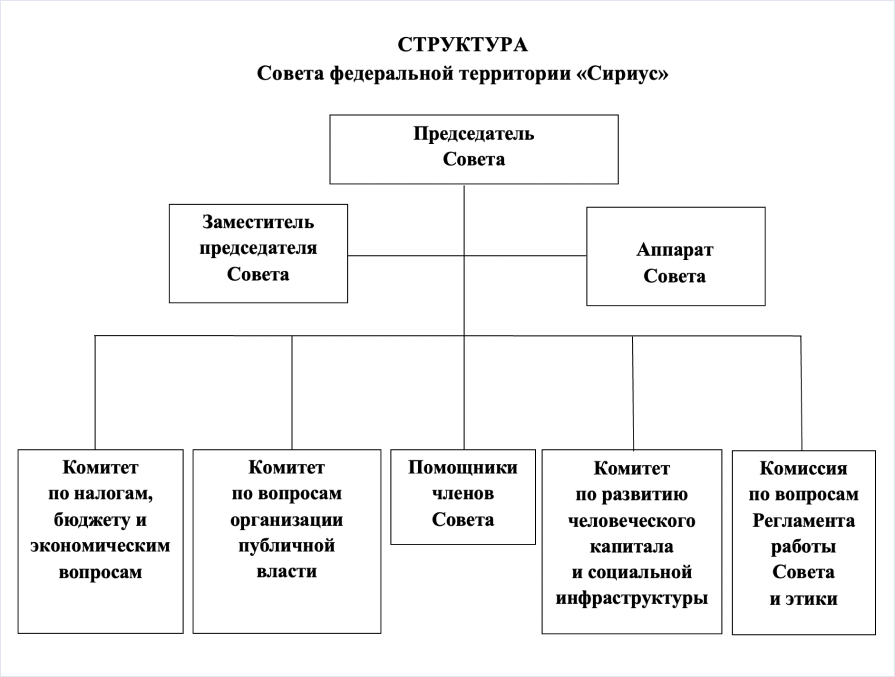 СТРУКТУРА
Совета федеральной территории «Сириус»
Председатель
Совета
Заместитель
председателя
Совета
Аппарат
Совета
Комитет
по налогам,
бюджету и
экономическим
вопросам
Комитет
по вопросам
организации
публичной
власти
Помощники
членов
Совета
Комитет
по развитию
человеческого
капитала
и социальной
инфраструктуры
Комиссия
по вопросам
Регламента
работы
Совета
и этики